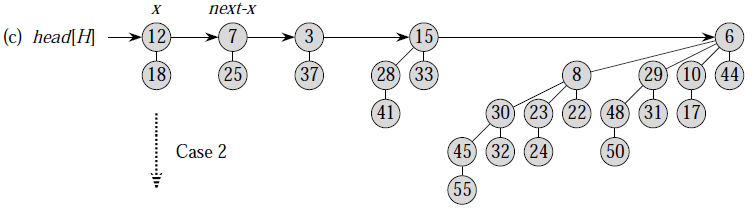 x next-x
(c) head[H] 12 7 3 15 6
18 25 37 28 33 8 29 10 44
41 30 23 22 48 31 17
Case 2 45 32 24 50
55